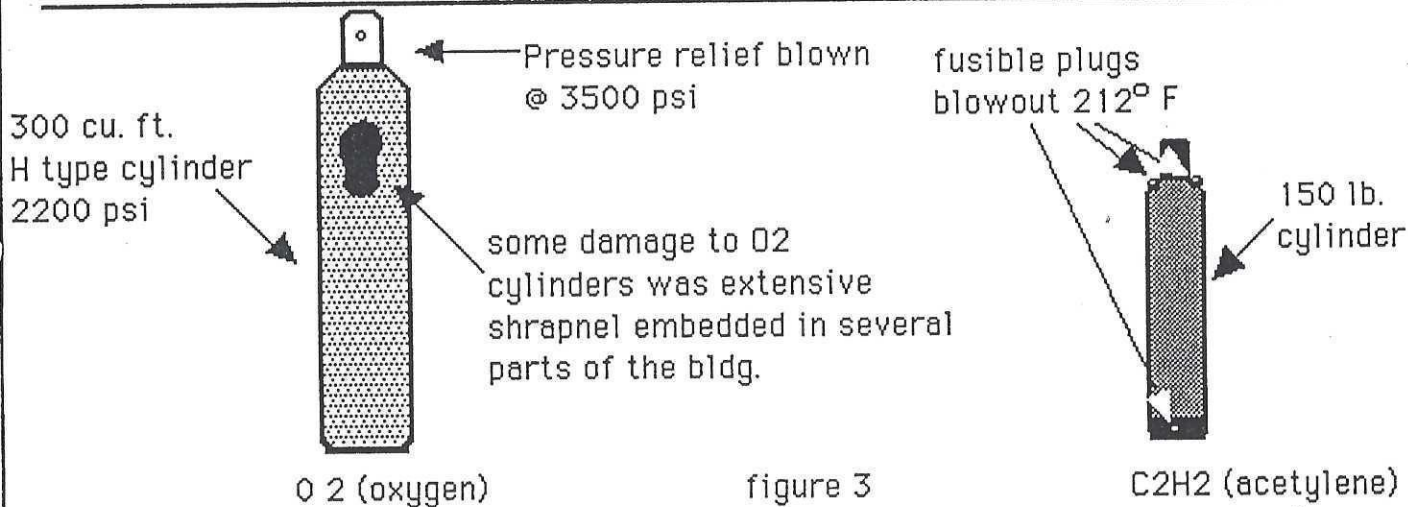 Pressure relief blown
@ 3500 psi
fusible plugs
blowout 212° F
300 cu. ft.
H type cylinder
2200 psi
150 lb.
cylinder
some damage to O2
cylinders was extensive
shrapnel embedded in several
parts of the bldg.
O 2 (oxygen)
figure 3
C2H2 (acetylene)